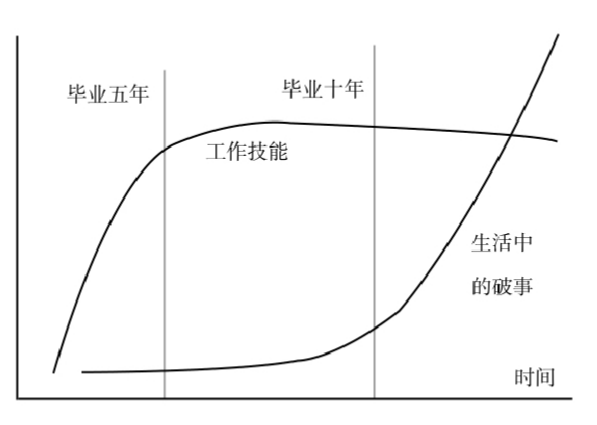 毕业五年
毕业十年
工作技能
生活中
的破事
时间